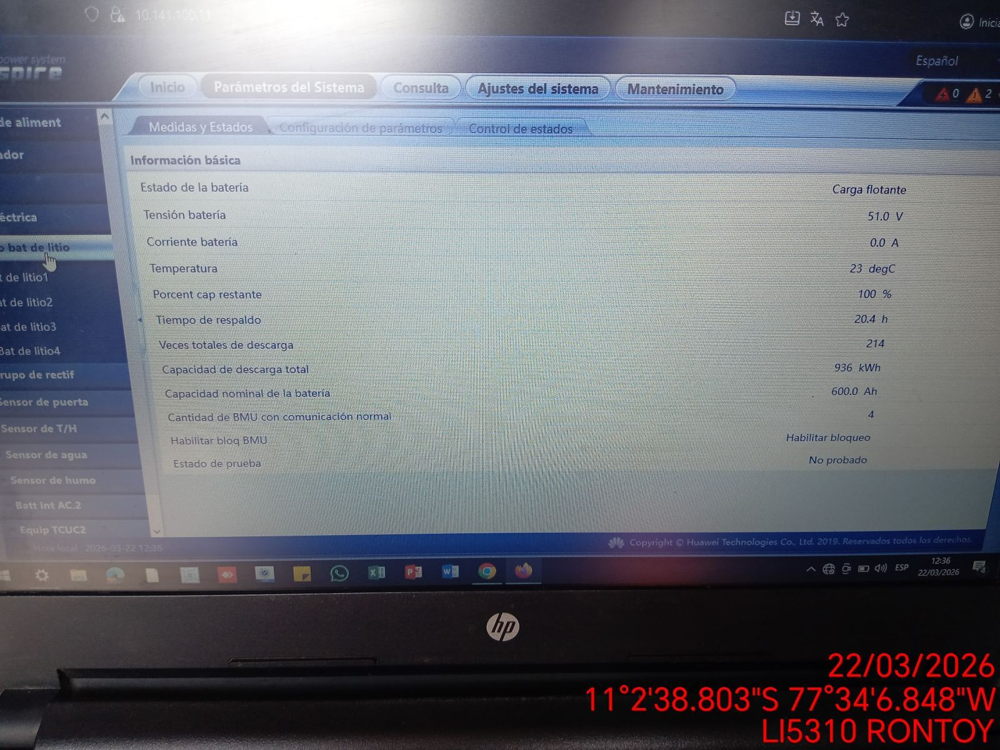 10.141.100.11
power system
spire
Español
Inicio
Parámetros del Sistema
Consulta
Ajustes del sistema
Mantenimiento
0
2
de aliment
ador
éctrica
o bat de litio
t de litio1
at de litio2
at de litio3
Bat de litio4
rupo de rectif
Sensor de puerta
Sensor de T/H
Sensor de agua
Sensor de humo
Batt Int AC.2
Equip TCUC2
Medidas y Estados
Configuración de parámetros
Control de estados
Información básica
Estado de la batería Carga flotante
Tensión batería 51.0 V
Corriente batería 0.0 A
Temperatura 23 degC
Porcent cap restante 100 %
Tiempo de respaldo 20.4 h
Veces totales de descarga 214
Capacidad de descarga total 936 kWh
Capacidad nominal de la batería 600.0 Ah
Cantidad de BMU con comunicación normal 4
Habilitar bloq BMU Habilitar bloqueo
Estado de prueba No probado
Hora local 2026-03-22 12:36
Copyright © Huawei Technologies Co., Ltd. 2019. Reservados todos los derechos.
ESP
12:36
22/03/2026
hp
22/03/2026
11°2'38.803"S 77°34'6.848"W
LI5310 RONTOY